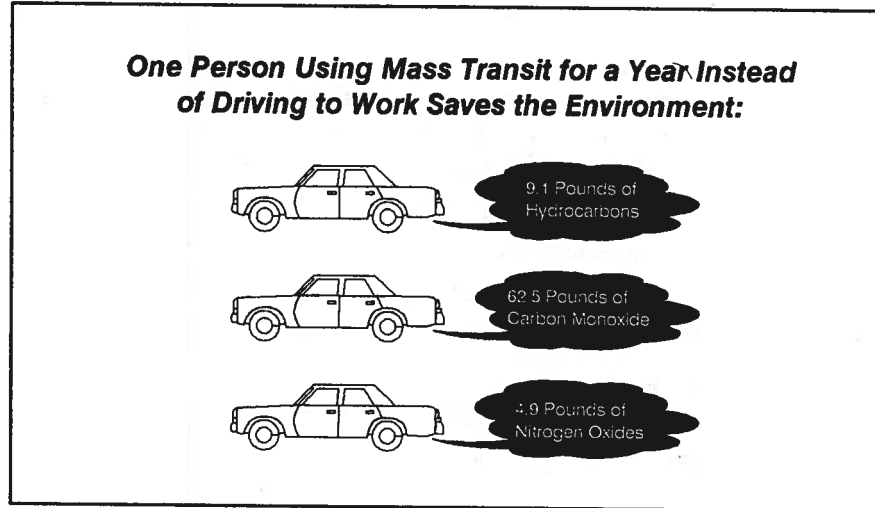 One Person Using Mass Transit for a Year Instead
of Driving to Work Saves the Environment:
9.1 Pounds of
Hydrocarbons
62.5 Pounds of
Carbon Monoxide
4.9 Pounds of
Nitrogen Oxides